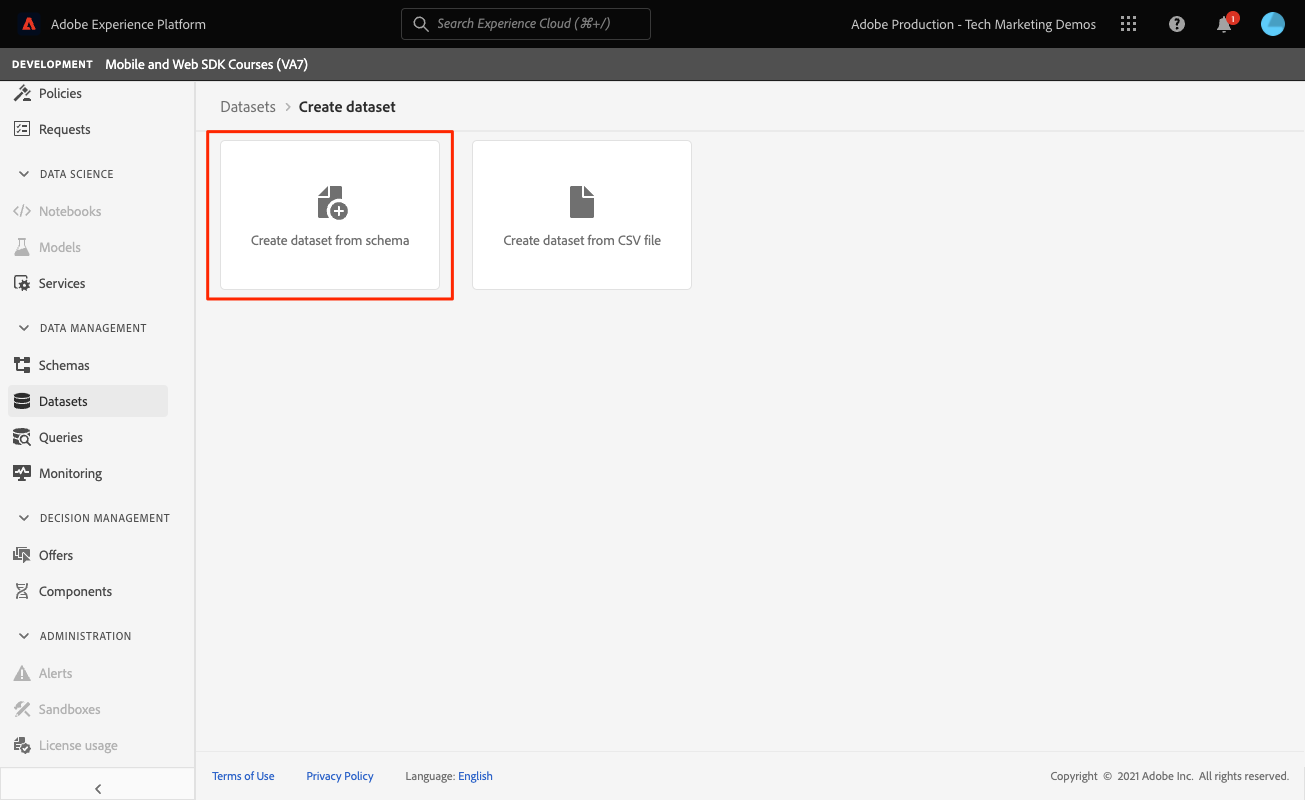 Adobe Experience Platform
Search Experience Cloud (⌘+/)
Adobe Production - Tech Marketing Demos
1
DEVELOPMENT Mobile and Web SDK Courses (VA7)
Policies
Requests
DATA SCIENCE
Notebooks
Models
Services
DATA MANAGEMENT
Schemas
Datasets
Queries
Monitoring
DECISION MANAGEMENT
Offers
Components
ADMINISTRATION
Alerts
Sandboxes
License usage
Datasets > Create dataset
Create dataset from schema
Create dataset from CSV file
Terms of Use
Privacy Policy
Language: English
Copyright © 2021 Adobe Inc. All rights reserved.